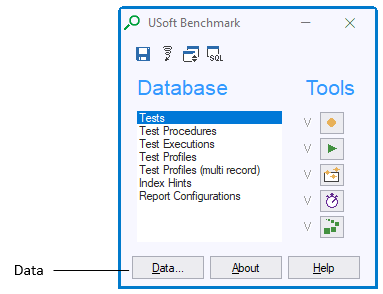 USoft Benchmark
SQL
Database
Tools
Tests
Test Procedures
Test Executions
Test Profiles
Test Profiles (multi record)
Index Hints
Report Configurations
V
V
V
V
V
Data
Data...
About
Help